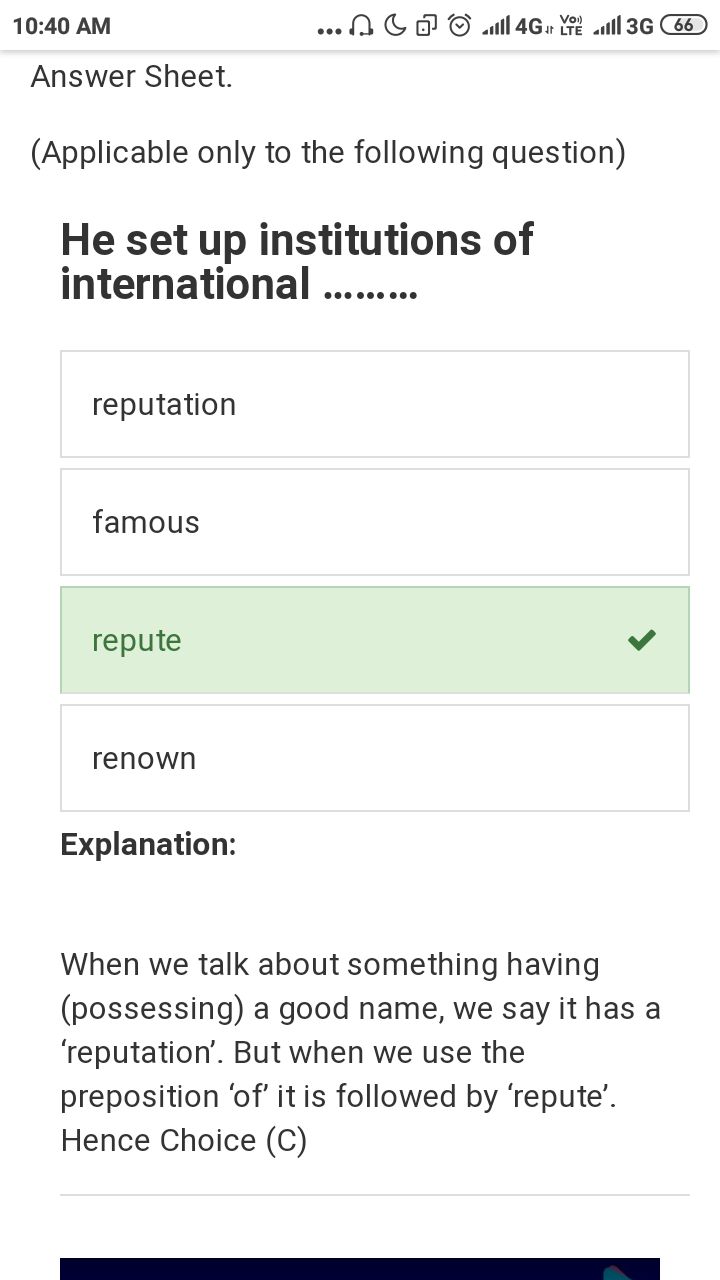 10:40 AM ... 4G VoJ LTE 3G 66
Answer Sheet.
(Applicable only to the following question)
He set up institutions of
international .........
reputation
famous
repute
renown
Explanation:
When we talk about something having
(possessing) a good name, we say it has a
‘reputation’. But when we use the
preposition ‘of’ it is followed by ‘repute’.
Hence Choice (C)